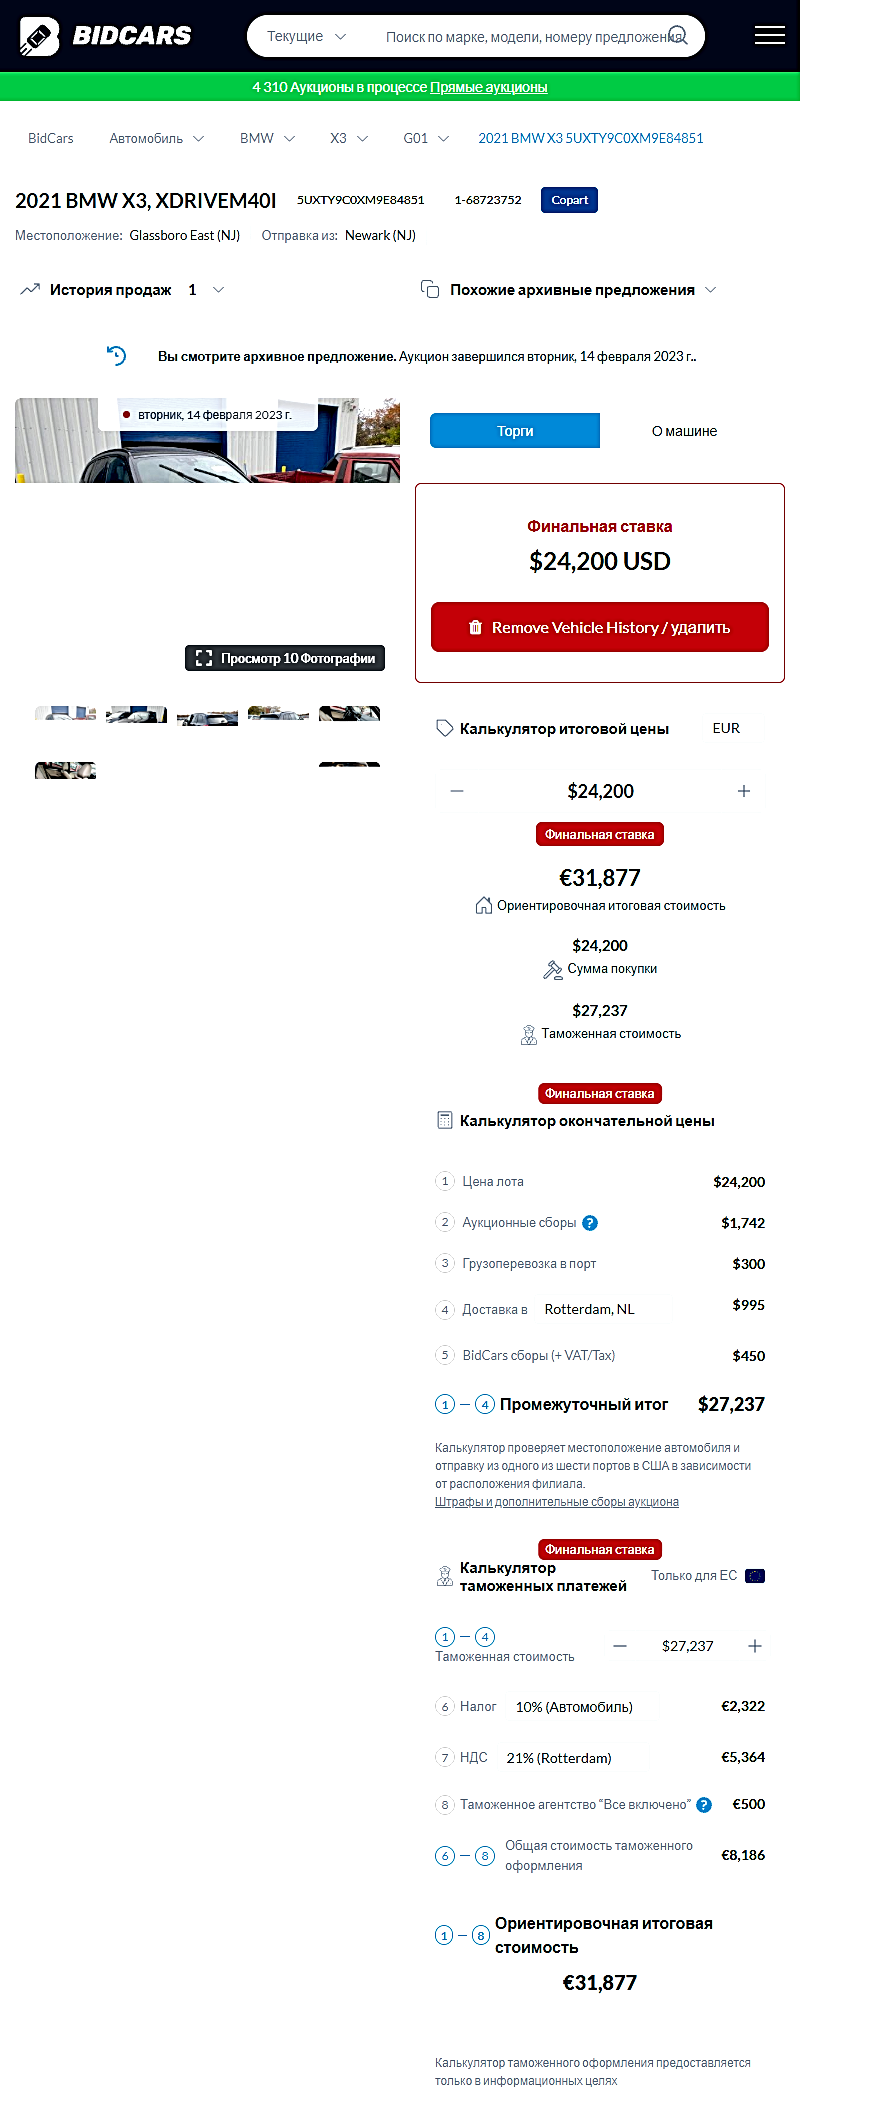 BIDCARS
Текущие
Поиск по марке, модели, номеру предложения
4 310 Аукционы в процессе Прямые аукционы
BidCars Автомобиль BMW X3 G01 2021 BMW X3 5UXTY9C0XM9E84851
2021 BMW X3, XDRIVEM40I 5UXTY9C0XM9E84851 1-68723752 Copart
Местоположение: Glassboro East (NJ) Отправка из: Newark (NJ)
История продаж 1
Похожие архивные предложения
Вы смотрите архивное предложение. Аукцион завершился вторник, 14 февраля 2023 г..
вторник, 14 февраля 2023 г.
Просмотр 10 Фотографии
Торги О машине
Финальная ставка
$24,200 USD
Remove Vehicle History / удалить
Калькулятор итоговой цены EUR
− $24,200 +
Финальная ставка
€31,877
Ориентировочная итоговая стоимость
$24,200
Сумма покупки
$27,237
Таможенная стоимость
Финальная ставка
Калькулятор окончательной цены
1 Цена лота $24,200
2 Аукционные сборы ? $1,742
3 Грузоперевозка в порт $300
4 Доставка в Rotterdam, NL $995
5 BidCars сборы (+ VAT/Tax) $450
1 – 4 Промежуточный итог $27,237
Калькулятор проверяет местоположение автомобиля и
отправку из одного из шести портов в США в зависимости
от расположения филиала.
Штрафы и дополнительные сборы аукциона
Финальная ставка
Калькулятор
таможенных платежей
Только для ЕС
1 – 4
Таможенная стоимость
− $27,237 +
6 Налог 10% (Автомобиль) €2,322
7 НДС 21% (Rotterdam) €5,364
8 Таможенное агентство “Все включено” ? €500
6 – 8 Общая стоимость таможенного
оформления
€8,186
1 – 8 Ориентировочная итоговая
стоимость
€31,877
Калькулятор таможенного оформления предоставляется
только в информационных целях